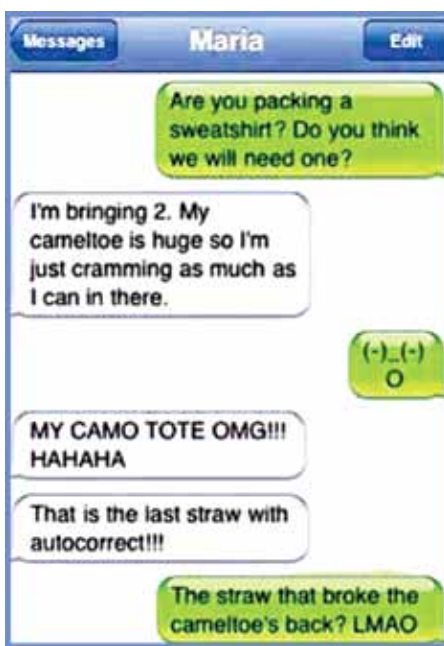 Messages
Maria
Edit
Are you packing a
sweatshirt? Do you think
we will need one?
I'm bringing 2. My
cameltoe is huge so I'm
just cramming as much as
I can in there.
(-)_(-)
O
MY CAMO TOTE OMG!!!
HAHAHA
That is the last straw with
autocorrect!!!
The straw that broke the
cameltoe's back? LMAO